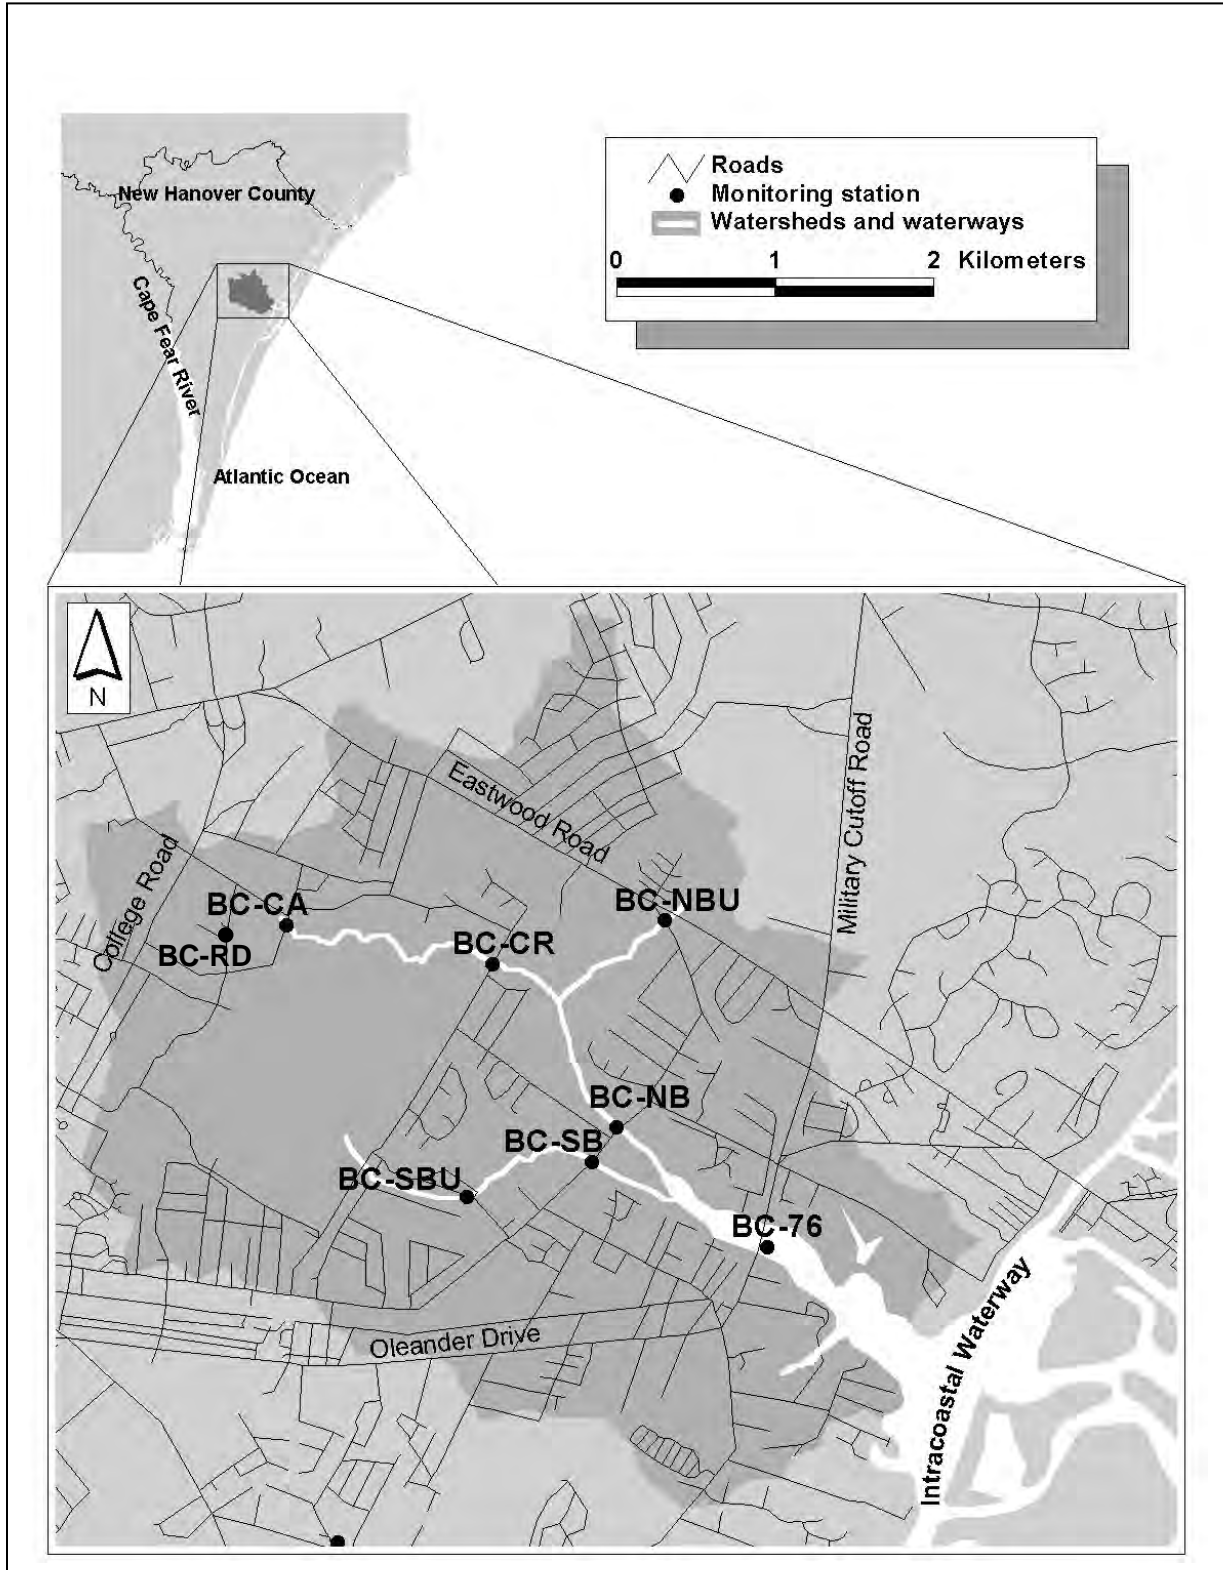 New Hanover County
Cape Fear River
Atlantic Ocean
Roads
Monitoring station
Watersheds and waterways
0 1 2 Kilometers
N
Eastwood Road
Military Cutoff Road
College Road
BC-CA
BC-NBU
BC-RD
BC-CR
BC-NB
BC-SB
BC-SBU
BC-76
Oleander Drive
Intracoastal Waterway